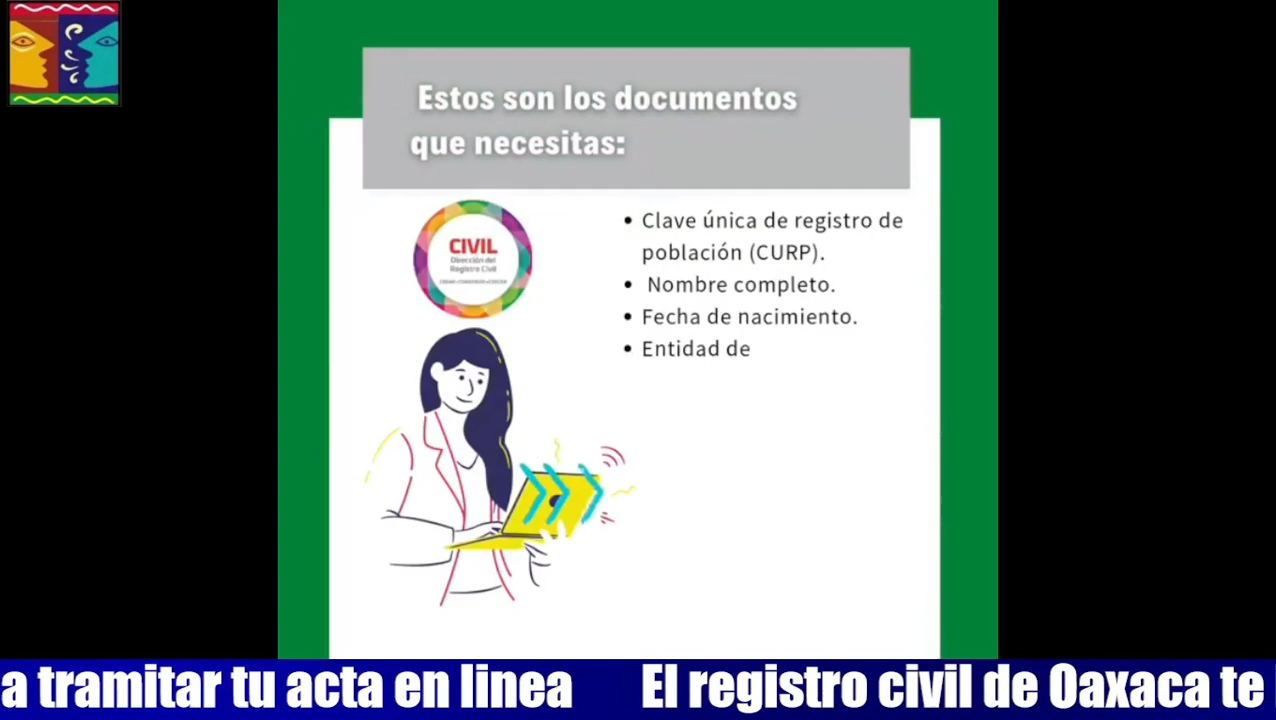 Estos son los documentos
que necesitas:
CIVIL
Dirección del
Registro Civil
• Clave única de registro de
población (CURP).
• Nombre completo.
• Fecha de nacimiento.
• Entidad de
a tramitar tu acta en linea El registro civil de Oaxaca te